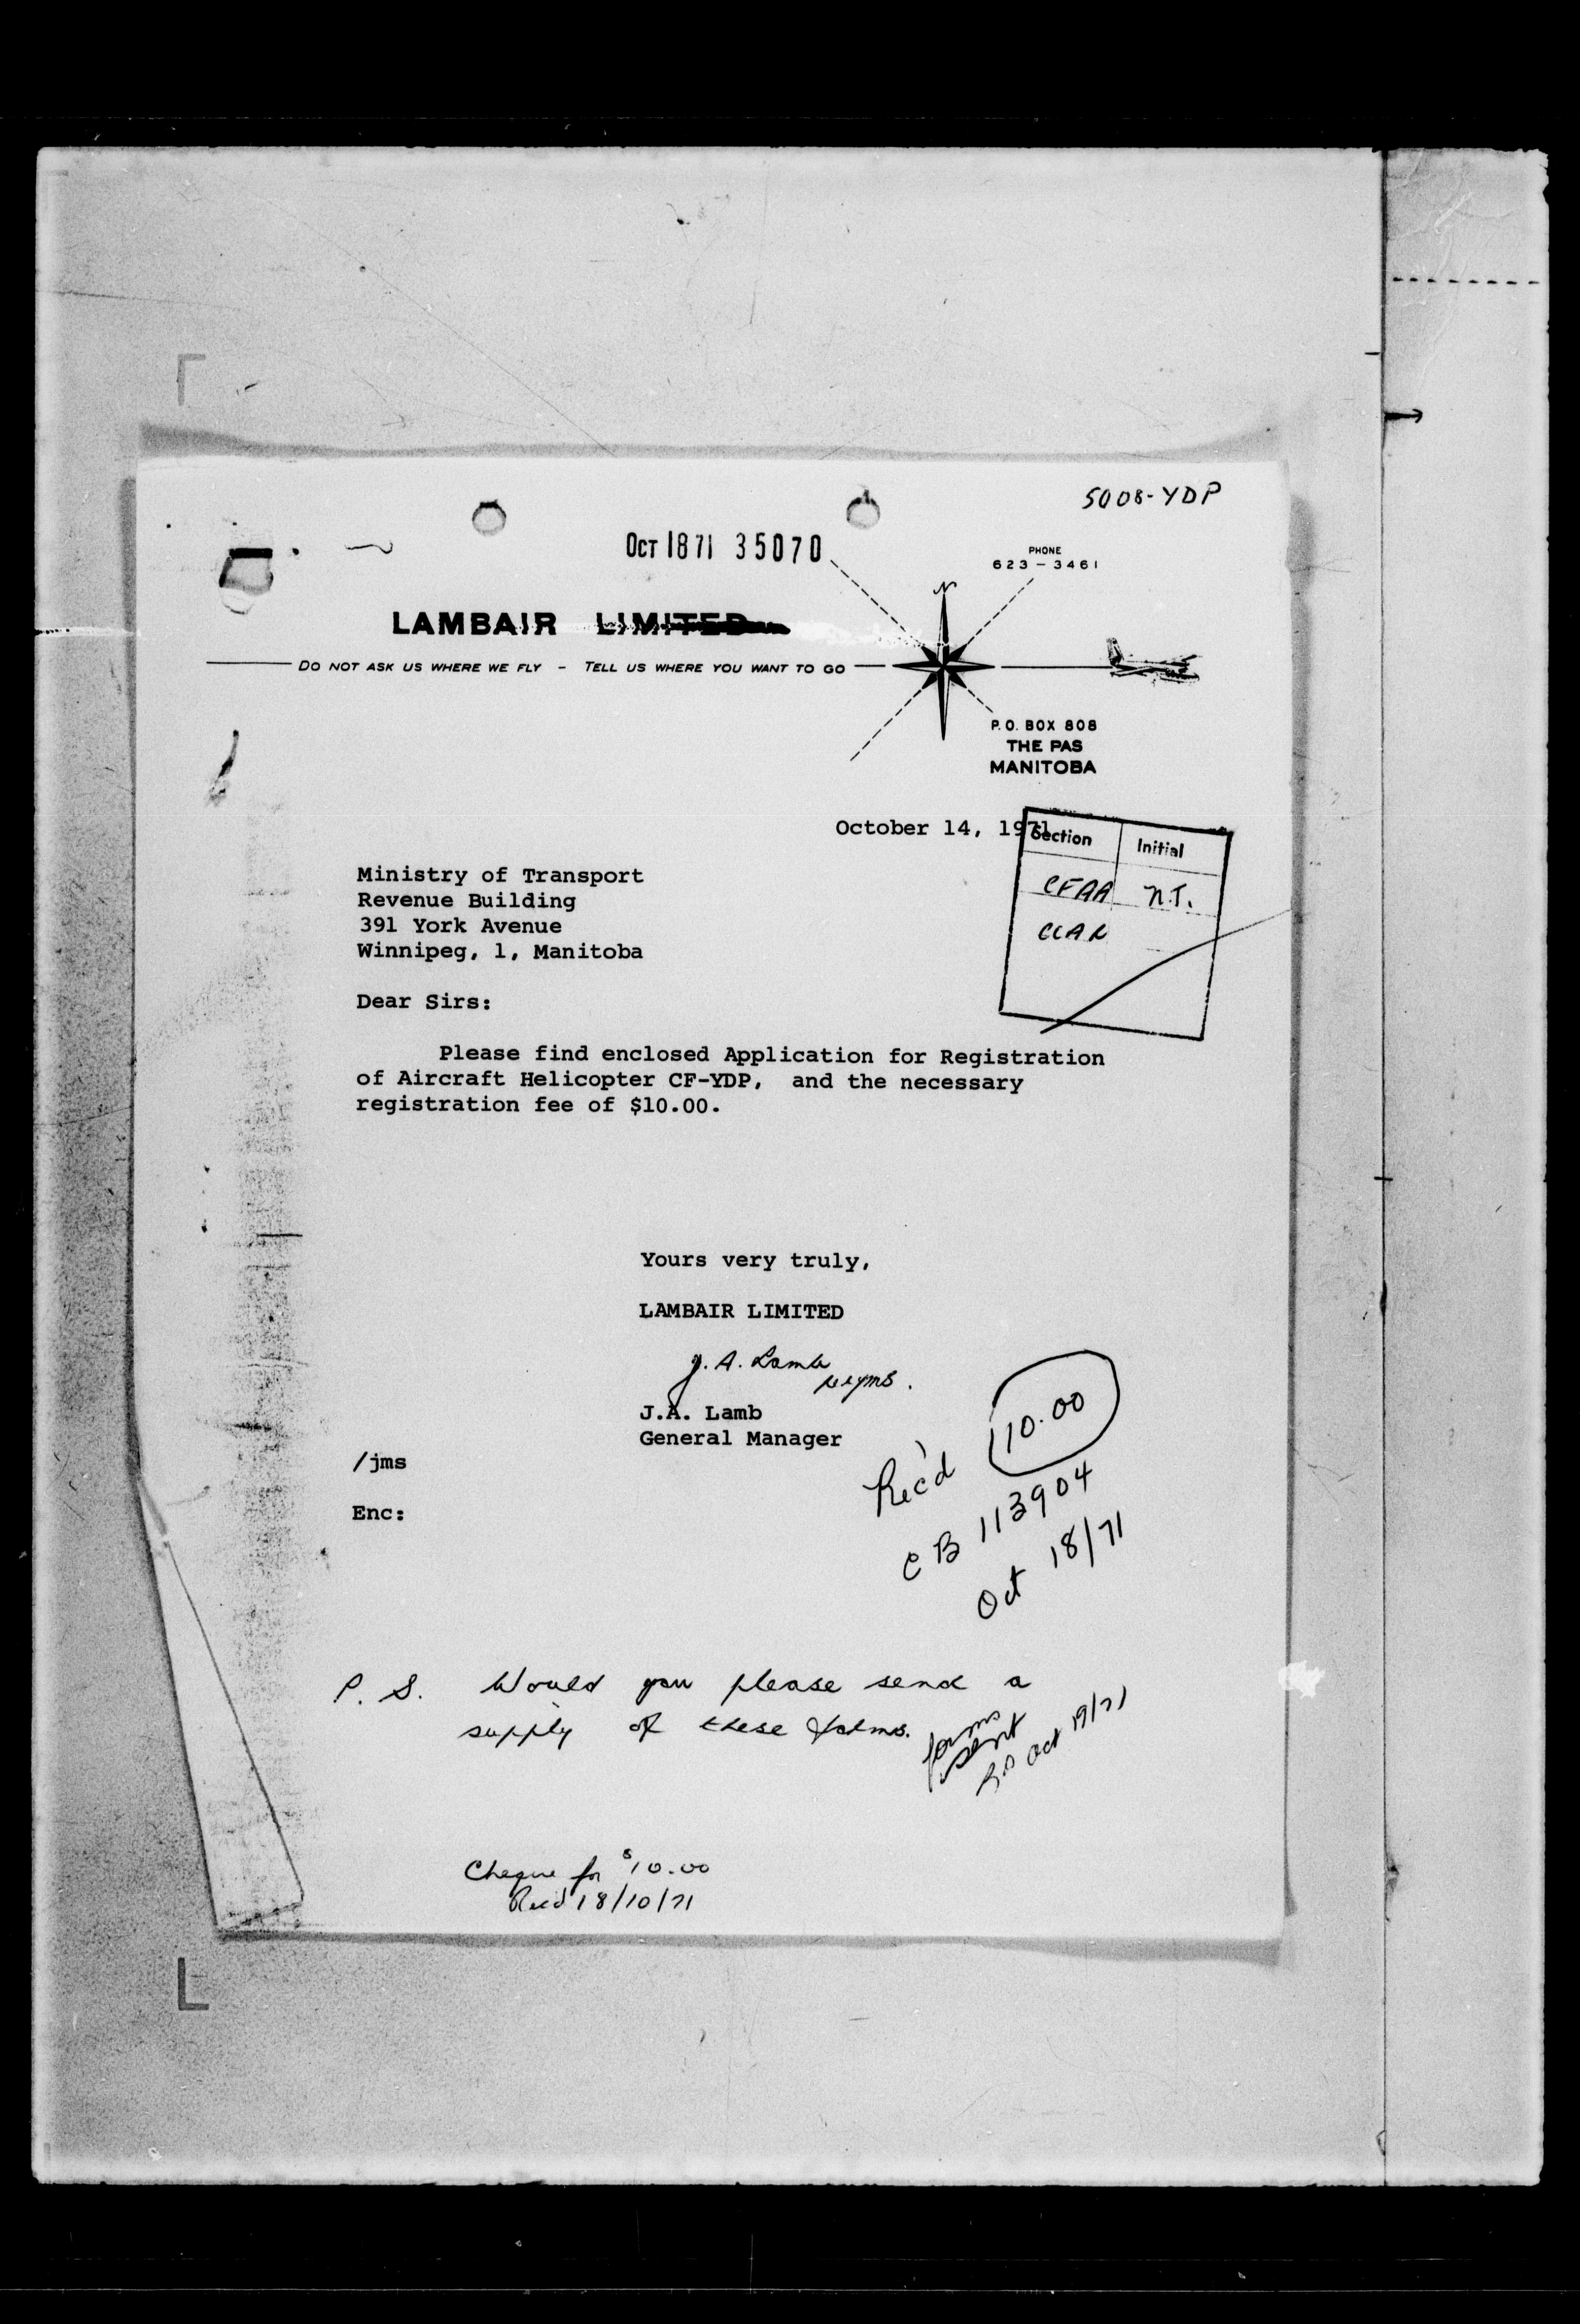 5008-YDP
OCT 18 71 35070
PHONE
623-3461
N
LAMBAIR LIMITED
DO NOT ASK US WHERE WE FLY - TELL US WHERE YOU WANT TO GO
P.O. BOX 808
THE PAS
MANITOBA
October 14, 1971
Section Initial
CFAA N.T.
Ministry of Transport
Revenue Building
391 York Avenue
Winnipeg, 1, Manitoba
Dear Sirs:
Please find enclosed Application for Registration
of Aircraft Helicopter CF-YDP, and the necessary
registration fee of $10.00.
Yours very truly,
LAMBAIR LIMITED
J. A. Lamb
J.A. Lamb
General Manager
/jms
Enc:
Rec'd 10.00
CB 113904
Oct 18/71
P. S. Would you please send a
supply of these forms.
forms
sent
Oct 19/71
Cheque for $10.00
Rec'd 18/10/71